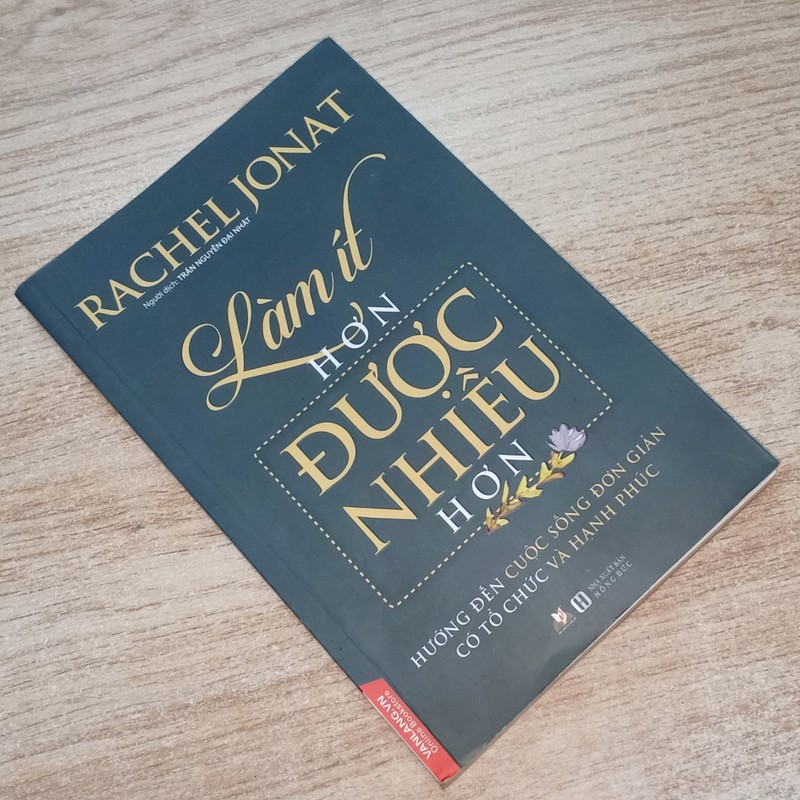 RACHEL JONAT
Người dịch: TRẦN NGUYỄN ĐẠI NHẬT
Làm ít
HƠN
ĐƯỢC
NHIỀU
HƠN
HƯỚNG ĐẾN CUỘC SỐNG ĐƠN GIẢN
CÓ TỔ CHỨC VÀ HẠNH PHÚC
NHÀ XUẤT BẢN
HỒNG ĐỨC
VANLANG.VN
Online Bookstore